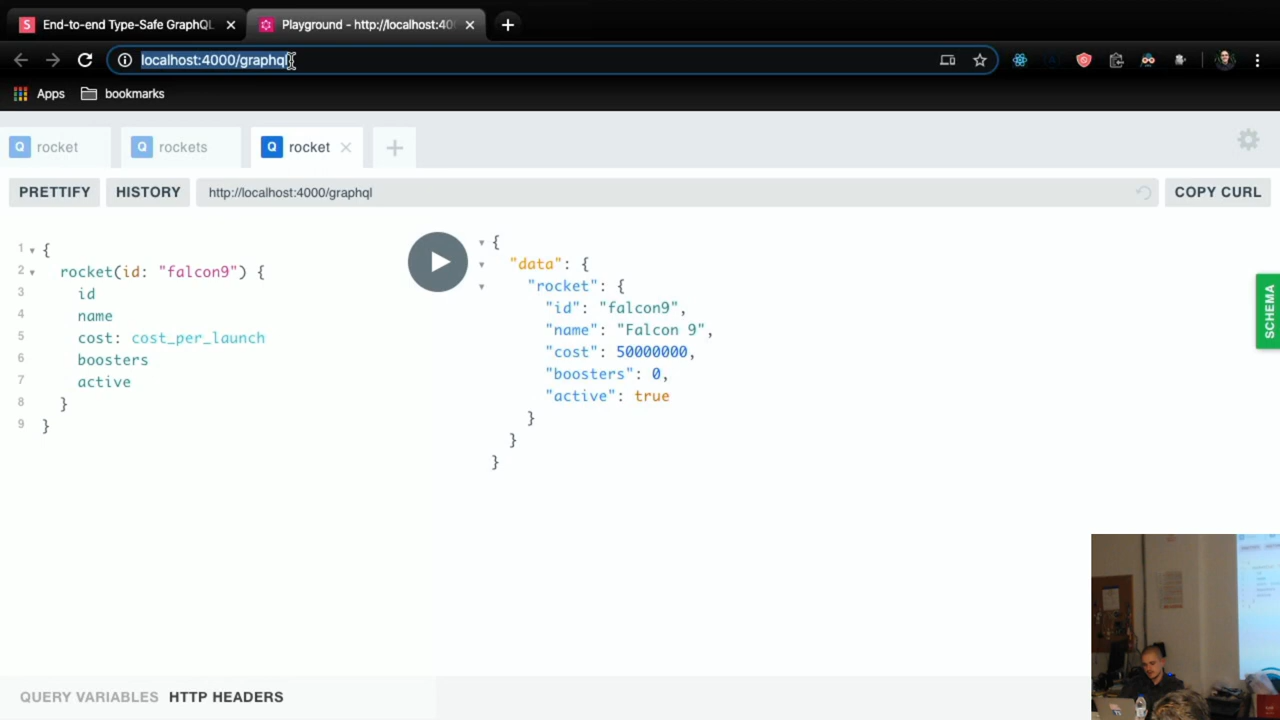 End-to-end Type-Safe GraphQL
Playground - http://localhost:40
localhost:4000/graphql
Apps
bookmarks
Q rocket
Q rockets
Q rocket
PRETTIFY
HISTORY
http://localhost:4000/graphql
COPY CURL
1 {
2 rocket(id: "falcon9") {
3 id
4 name
5 cost: cost_per_launch
6 boosters
7 active
8 }
9 }
{
"data": {
"rocket": {
"id": "falcon9",
"name": "Falcon 9",
"cost": 50000000,
"boosters": 0,
"active": true
}
}
}
SCHEMA
QUERY VARIABLES
HTTP HEADERS